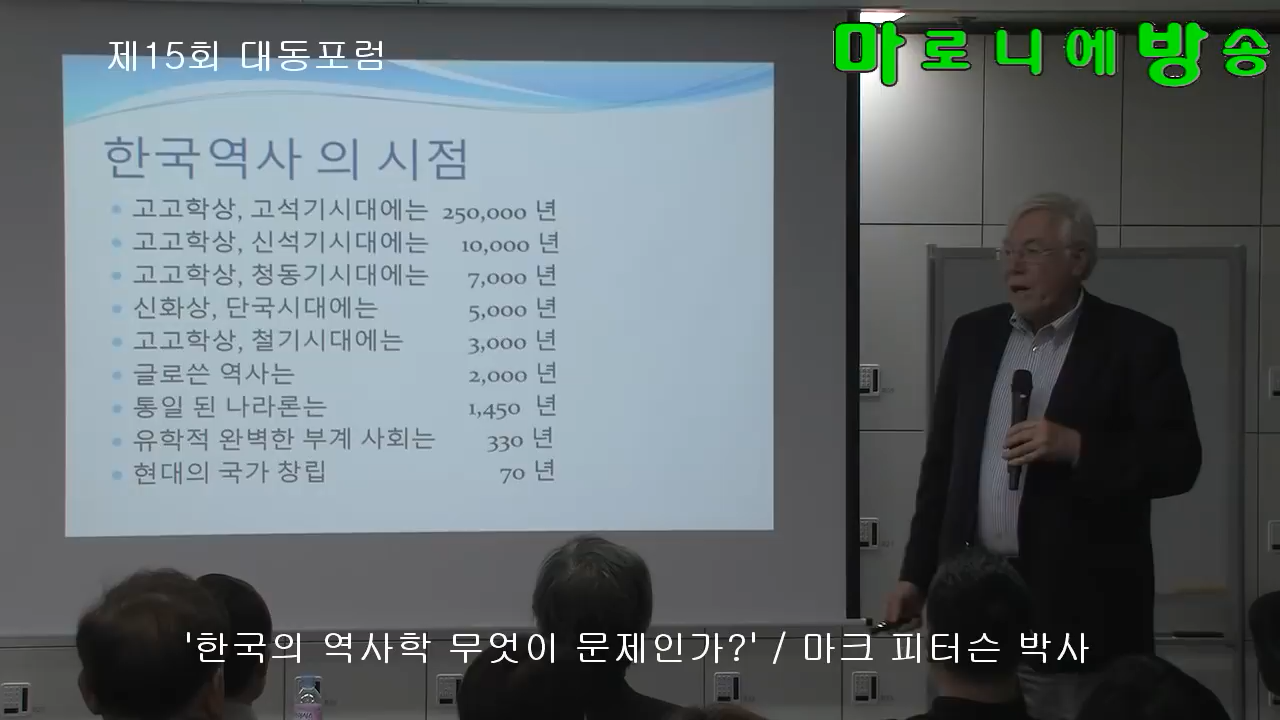 제15회 대동포럼
마로니에방송
한국역사 의 시점
고고학상, 고석기시대에는 250,000 년
고고학상, 신석기시대에는 10,000 년
고고학상, 청동기시대에는 7,000 년
신화상, 단국시대에는 5,000 년
고고학상, 철기시대에는 3,000 년
글로쓴 역사는 2,000 년
통일 된 나라론는 1,450 년
유학적 완벽한 부계 사회는 330 년
현대의 국가 창립 70 년
'한국의 역사학 무엇이 문제인가?' / 마크 피터슨 박사